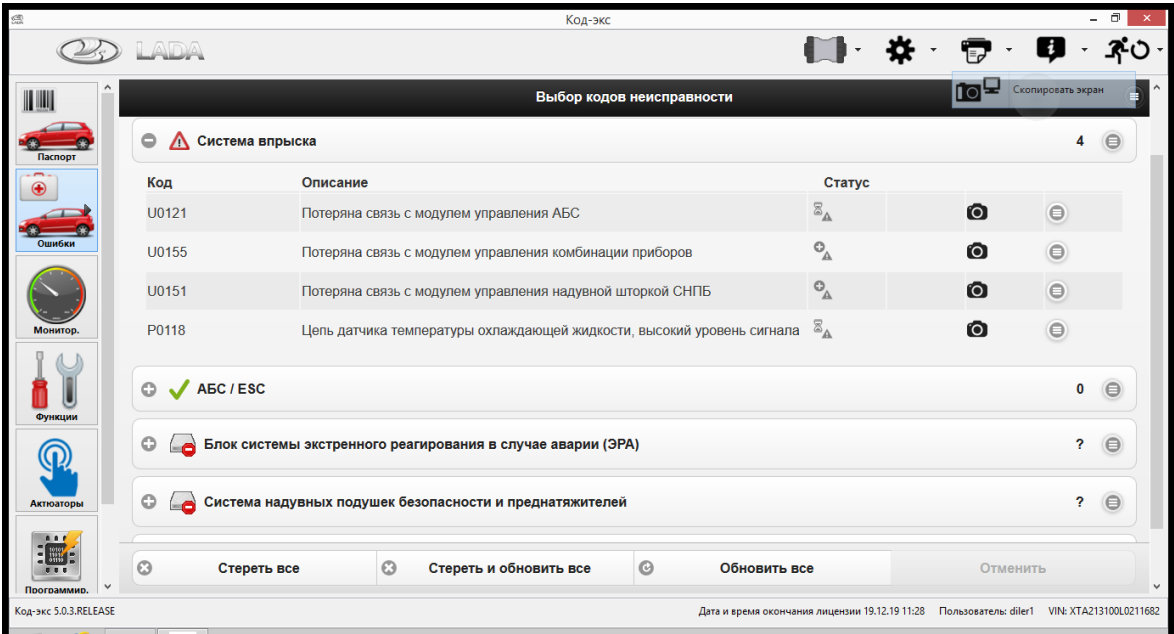 Код-экс
LADA
Скопировать экран
Выбор кодов неисправности
Паспорт
Ошибки
Монитор.
Функции
Актюаторы
Программир.
Система впрыска 4
Код Описание Статус
U0121 Потеряна связь с модулем управления АБС
U0155 Потеряна связь с модулем управления комбинации приборов
U0151 Потеряна связь с модулем управления надувной шторкой СНПБ
P0118 Цепь датчика температуры охлаждающей жидкости, высокий уровень сигнала
АБС / ESC 0
Блок системы экстренного реагирования в случае аварии (ЭРА) ?
Система надувных подушек безопасности и преднатяжителей ?
Стереть все Стереть и обновить все Обновить все Отменить
Код-экс 5.0.3.RELEASE Дата и время окончания лицензии 19.12.19 11:28 Пользователь: diler1 VIN: XTA213100L0211682